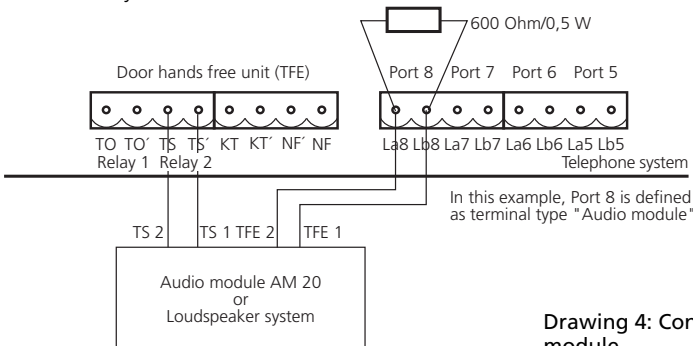 600 Ohm/0,5 W
Door hands free unit (TFE)
Port 8 Port 7 Port 6 Port 5
TO TO´ TS TS´ KT KT´ NF´ NF
La8 Lb8 La7 Lb7 La6 Lb6 La5 Lb5
Relay 1 Relay 2
Telephone system
In this example, Port 8 is defined
as terminal type "Audio module"
TS 2 TS 1 TFE 2 TFE 1
Audio module AM 20
or
Loudspeaker system
Drawing 4: Con